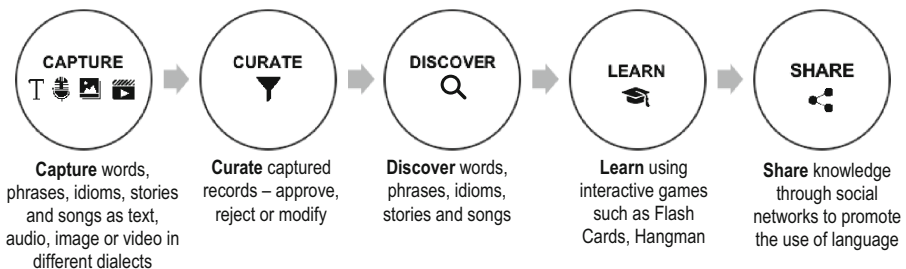 CAPTURE
T
Capture words,
phrases, idioms, stories
and songs as text,
audio, image or video in
different dialects
CURATE
Curate captured
records – approve,
reject or modify
DISCOVER
Discover words,
phrases, idioms,
stories and songs
LEARN
Learn using
interactive games
such as Flash
Cards, Hangman
SHARE
Share knowledge
through social
networks to promote
the use of language